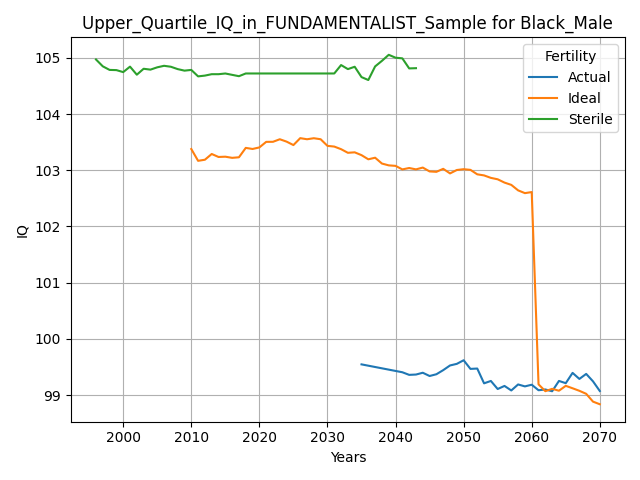 Upper_Quartile_IQ_in_FUNDAMENTALIST_Sample for Black_Male
Fertility
Actual
Ideal
Sterile
105
104
103
102
101
100
99
IQ
2000 2010 2020 2030 2040 2050 2060 2070
Years